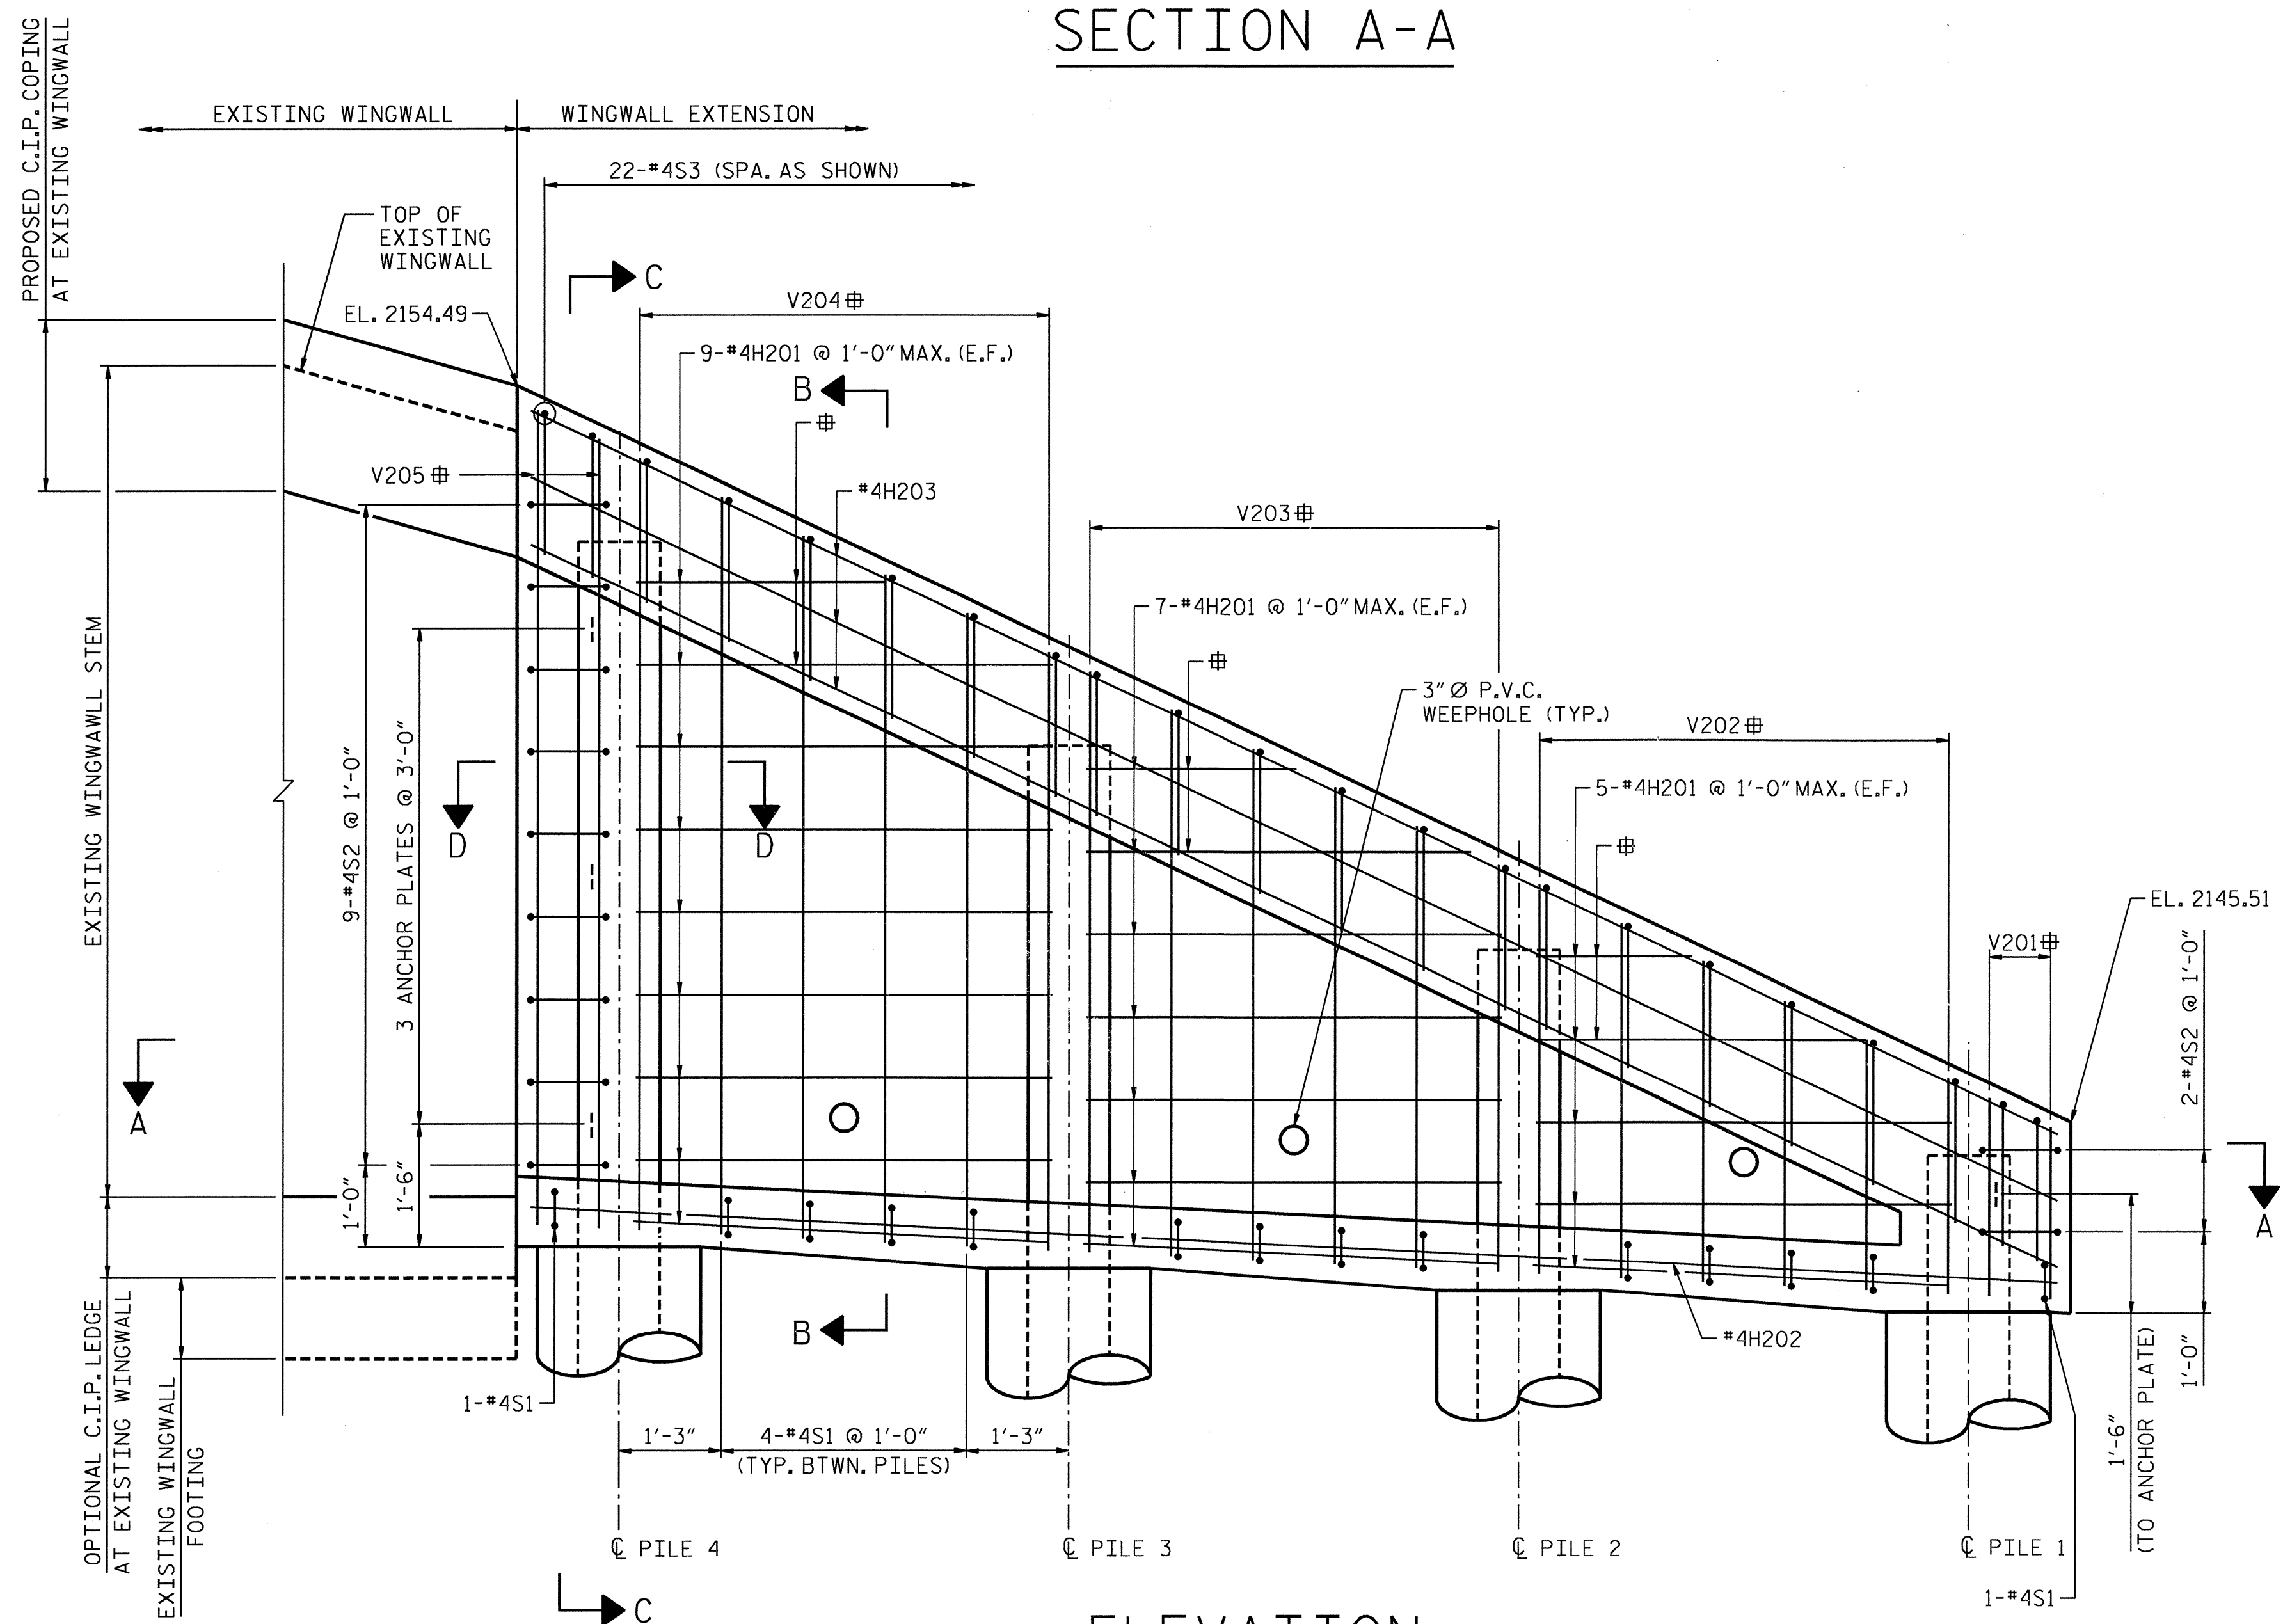 SECTION A-A
PROPOSED C.I.P. COPING
AT EXISTING WINGWALL
EXISTING WINGWALL
WINGWALL EXTENSION
22-#4S3 (SPA. AS SHOWN)
TOP OF
EXISTING
WINGWALL
C
EL. 2154.49
V204
9-#4H201 @ 1'-0" MAX. (E.F.)
B
V205
#4H203
V203
7-#4H201 @ 1'-0" MAX. (E.F.)
3" Ø P.V.C.
WEEPHOLE (TYP.)
V202
5-#4H201 @ 1'-0" MAX. (E.F.)
EL. 2145.51
V201
EXISTING WINGWAWLL STEM
9-#4S2 @ 1'-0"
3 ANCHOR PLATES @ 3'-0"
D
D
2-#4S2 @ 1'-0"
A
A
1'-0"
1'-6"
B
#4H202
1'-0"
1'-6"
(TO ANCHOR PLATE)
OPTIONAL C.I.P. LEDGE
AT EXISTING WINGWALL
EXISTING WINGWALL
FOOTING
1-#4S1
1'-3"
4-#4S1 @ 1'-0"
(TYP. BTWN. PILES)
1'-3"
℄ PILE 4
℄ PILE 3
℄ PILE 2
℄ PILE 1
1-#4S1
C
ELEVATION